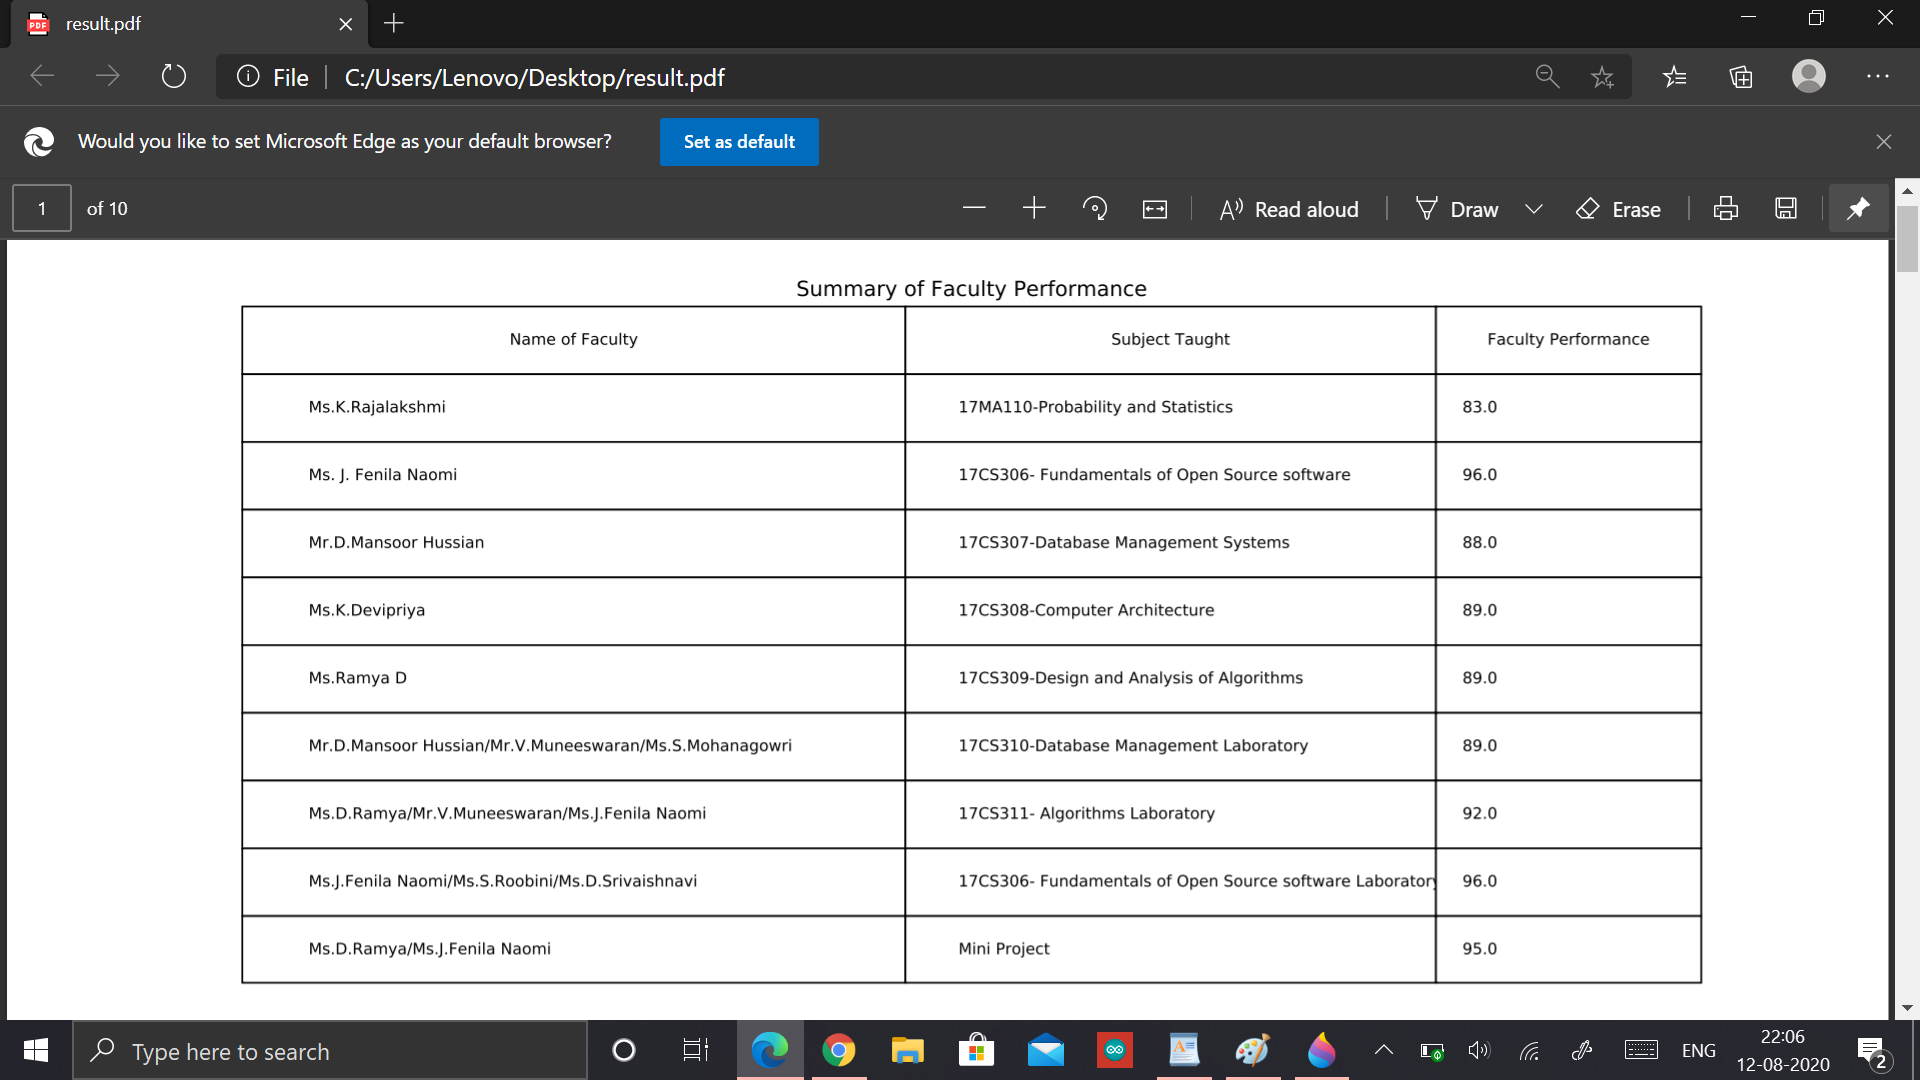 result.pdf
File C:/Users/Lenovo/Desktop/result.pdf
Would you like to set Microsoft Edge as your default browser? Set as default
1 of 10 Read aloud Draw Erase
Summary of Faculty Performance
Name of Faculty Subject Taught Faculty Performance
Ms.K.Rajalakshmi 17MA110-Probability and Statistics 83.0
Ms. J. Fenila Naomi 17CS306- Fundamentals of Open Source software 96.0
Mr.D.Mansoor Hussian 17CS307-Database Management Systems 88.0
Ms.K.Devipriya 17CS308-Computer Architecture 89.0
Ms.Ramya D 17CS309-Design and Analysis of Algorithms 89.0
Mr.D.Mansoor Hussian/Mr.V.Muneeswaran/Ms.S.Mohanagowri 17CS310-Database Management Laboratory 89.0
Ms.D.Ramya/Mr.V.Muneeswaran/Ms.J.Fenila Naomi 17CS311- Algorithms Laboratory 92.0
Ms.J.Fenila Naomi/Ms.S.Roobini/Ms.D.Srivaishnavi 17CS306- Fundamentals of Open Source software Laboratory 96.0
Ms.D.Ramya/Ms.J.Fenila Naomi Mini Project 95.0
Type here to search ENG 22:06
12-08-2020 2